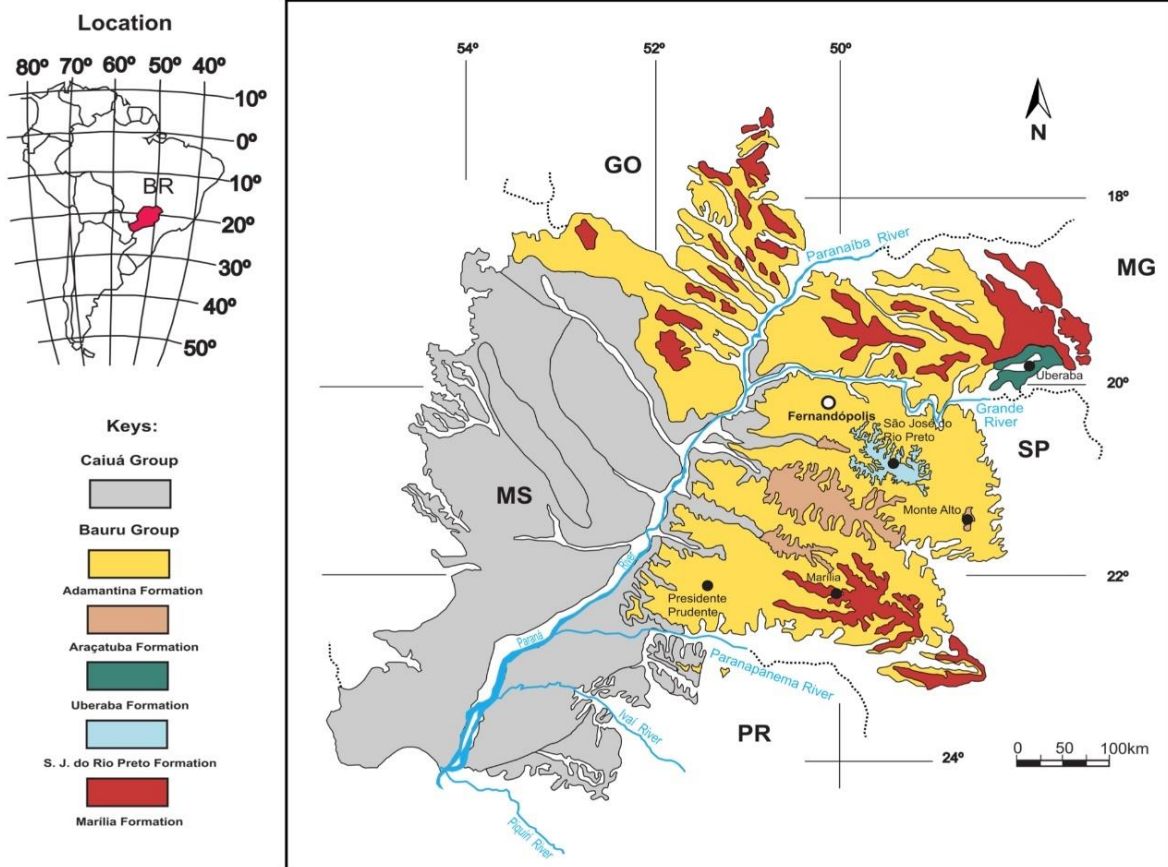 Location
80º 70º 60º 50º 40º
10º
0º
10º
BR
20º
30º
40º
50º
Keys:
Caiuá Group
Bauru Group
Adamantina Formation
Araçatuba Formation
Uberaba Formation
S. J. do Rio Preto Formation
Marília Formation
54º
52º
50º
N
GO
18º
Paranaíba River
MG
Uberaba
20º
Fernandópolis
Grande
River
São José do
Rio Preto
SP
MS
Monte Alto
River
22º
Marília
Presidente
Prudente
Paraná
Paranapanema River
Ivaí River
PR
24º
0 50 100km
Piquiri River